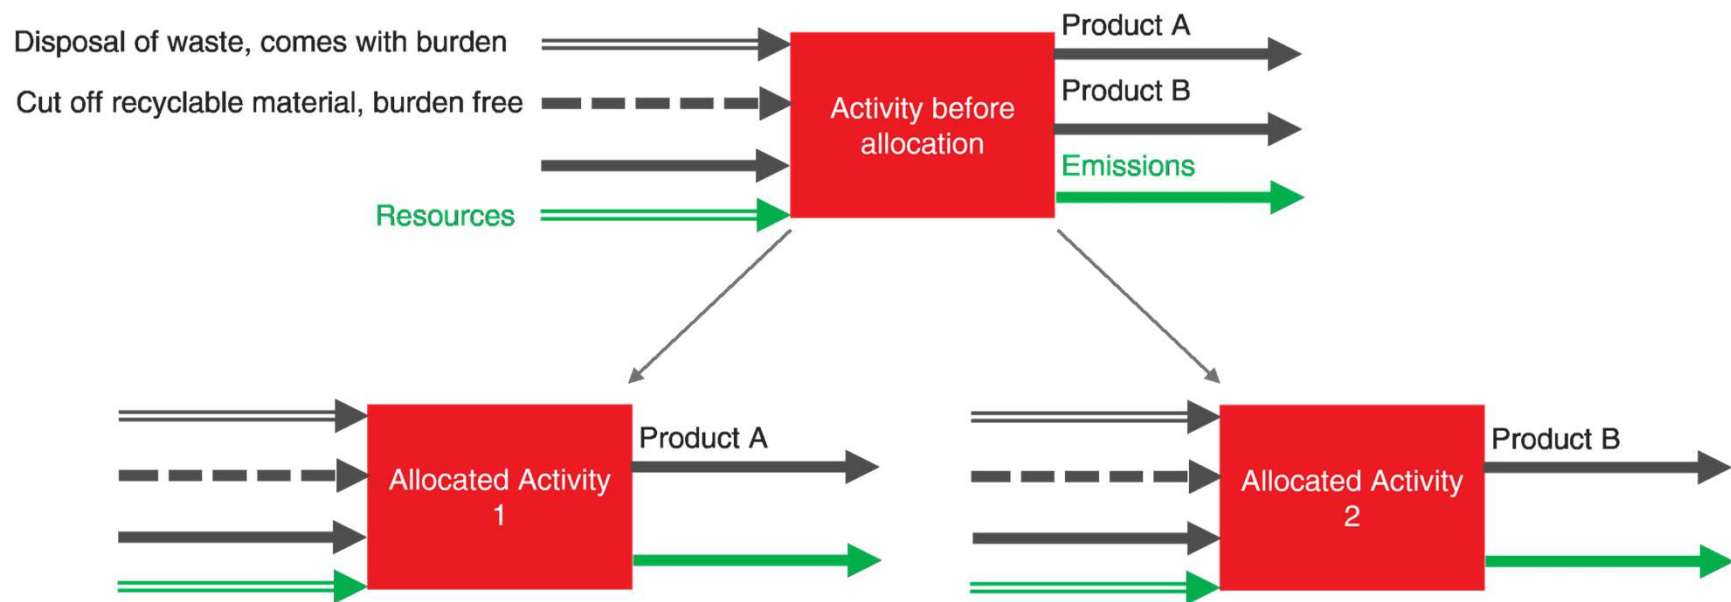 Product A
Disposal of waste, comes with burden
Product B
Cut off recyclable material, burden free
Activity before
allocation
Emissions
Resources
Product A
Allocated Activity
1
Product B
Allocated Activity
2